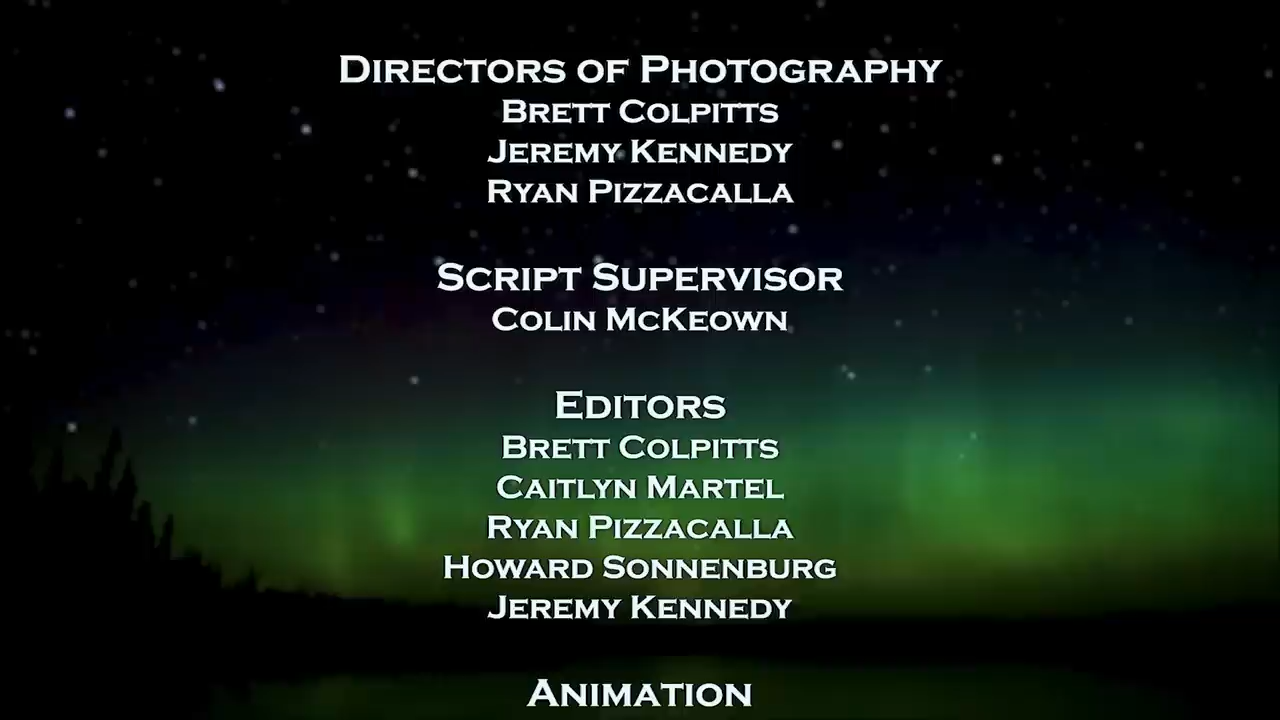 Directors of Photography
Brett Colpitts
Jeremy Kennedy
Ryan Pizzacalla
Script Supervisor
Colin McKeown
Editors
Brett Colpitts
Caitlyn Martel
Ryan Pizzacalla
Howard Sonnenburg
Jeremy Kennedy
Animation